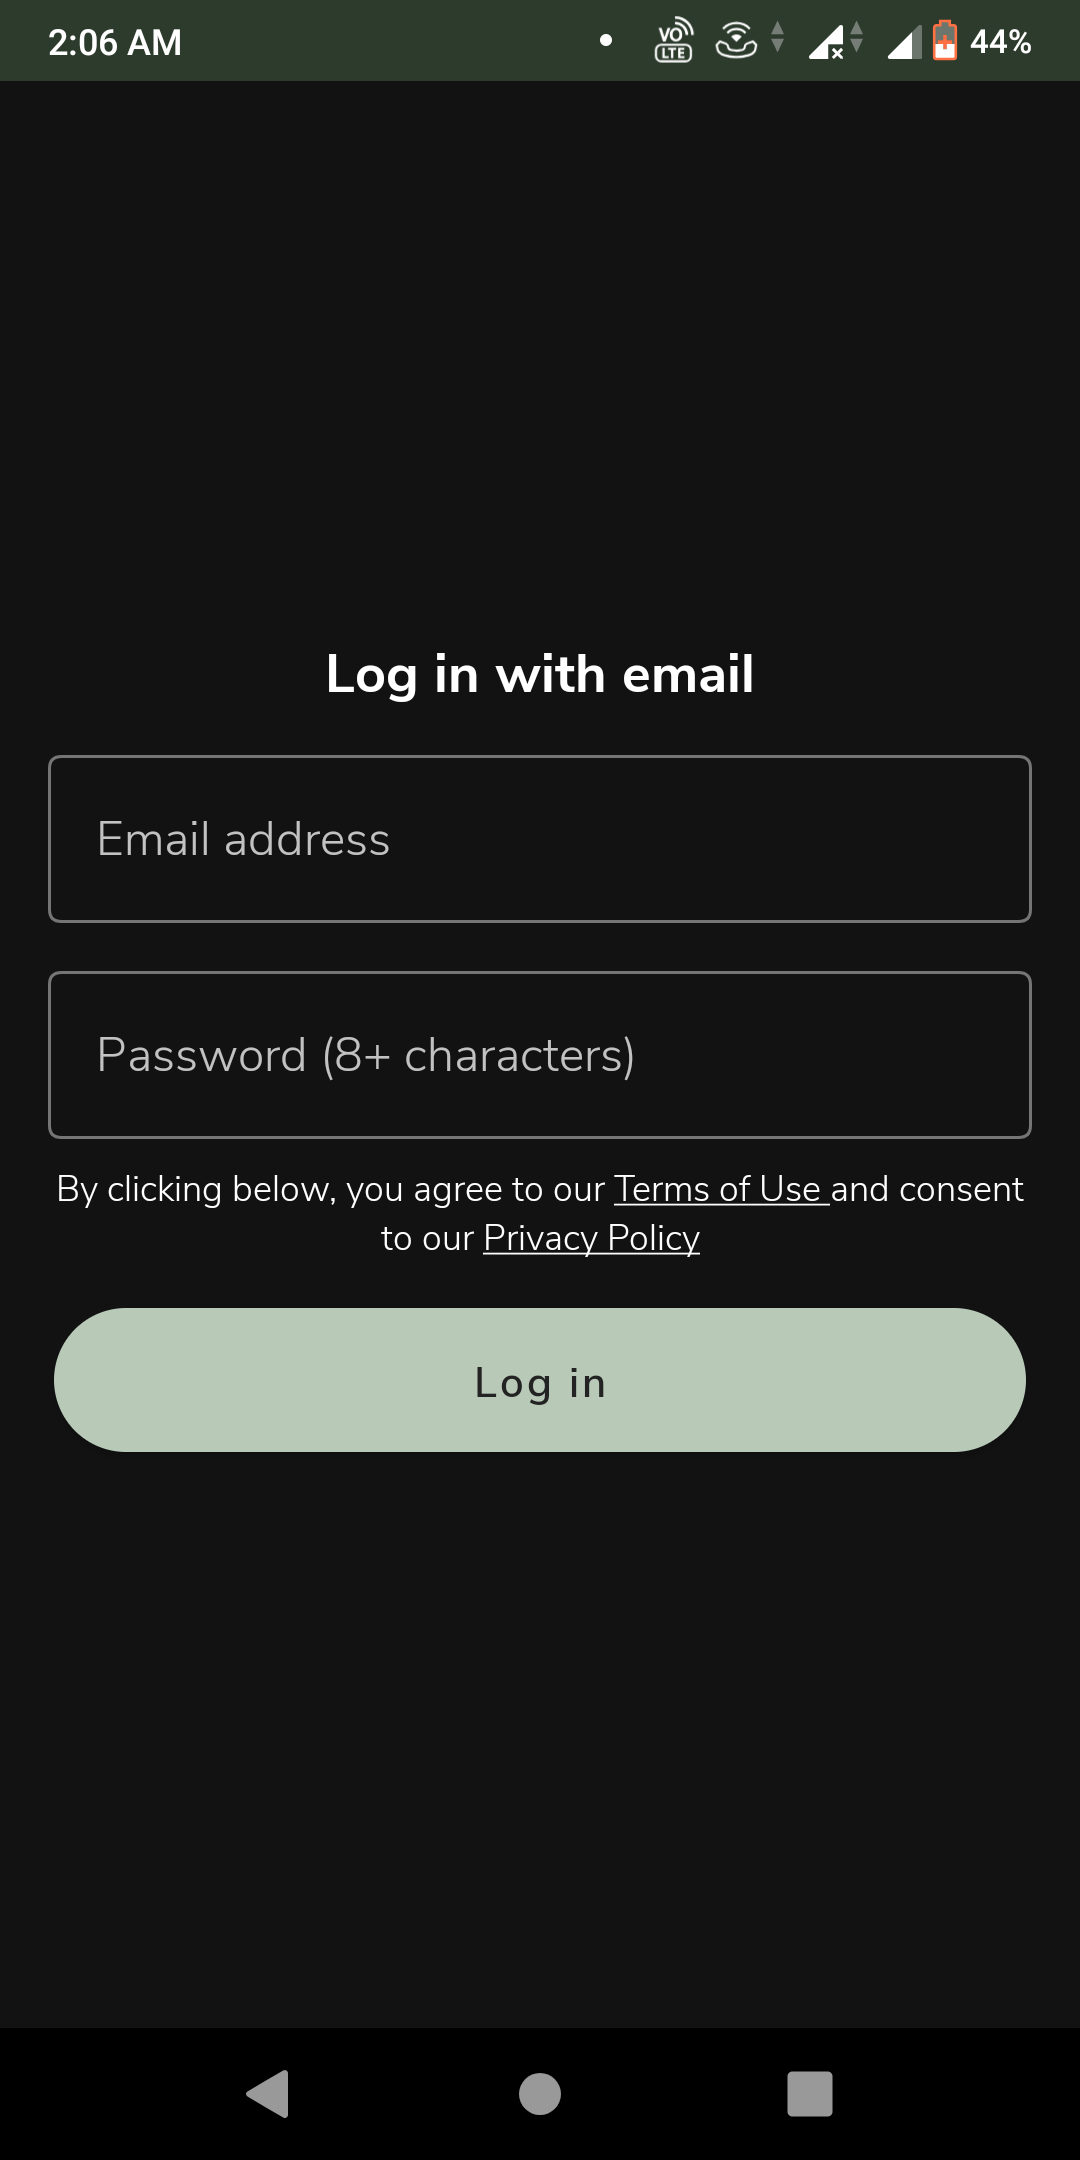 2:06 AM
VO
LTE
44%
Log in with email
Email address
Password (8+ characters)
By clicking below, you agree to our Terms of Use and consent
to our Privacy Policy
Log in